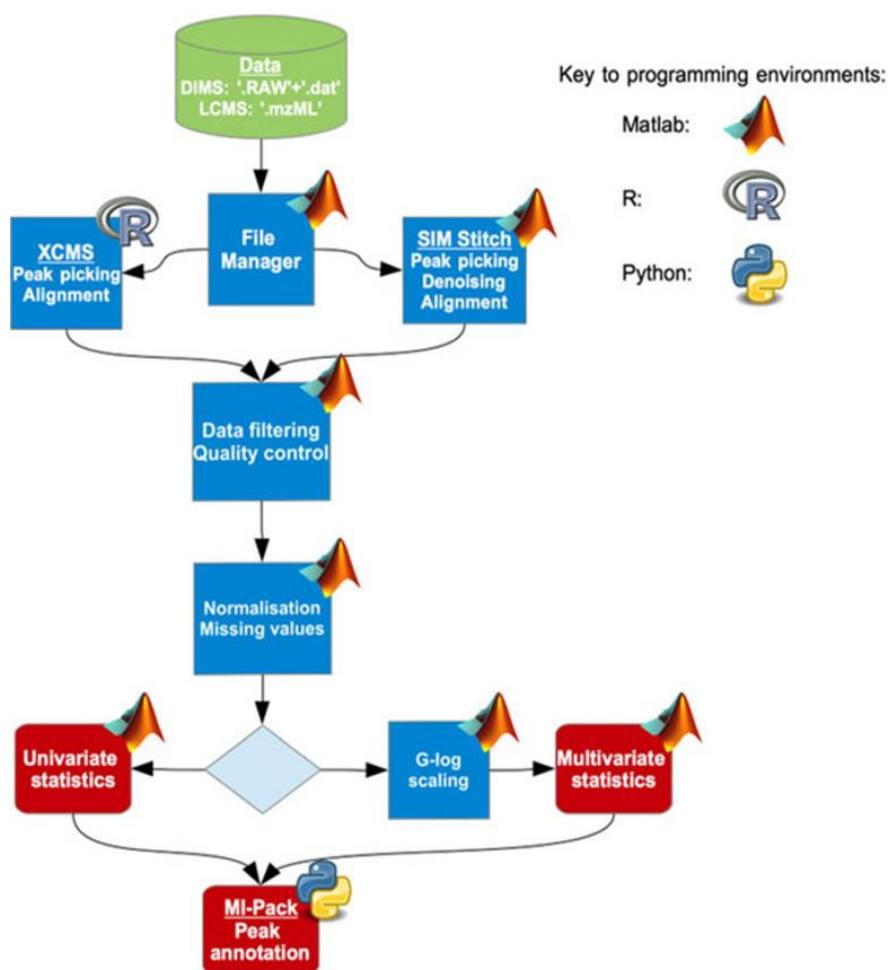 Data
DIMS: '.RAW'+'.dat'
LCMS: '.mzML'
Key to programming environments:
Matlab:
R:
R
Python:
XCMS
Peak picking
Alignment
R
File
Manager
SIM Stitch
Peak picking
Denoising
Alignment
Data filtering
Quality control
Normalisation
Missing values
Univariate
statistics
G-log
scaling
Multivariate
statistics
MI-Pack
Peak
annotation